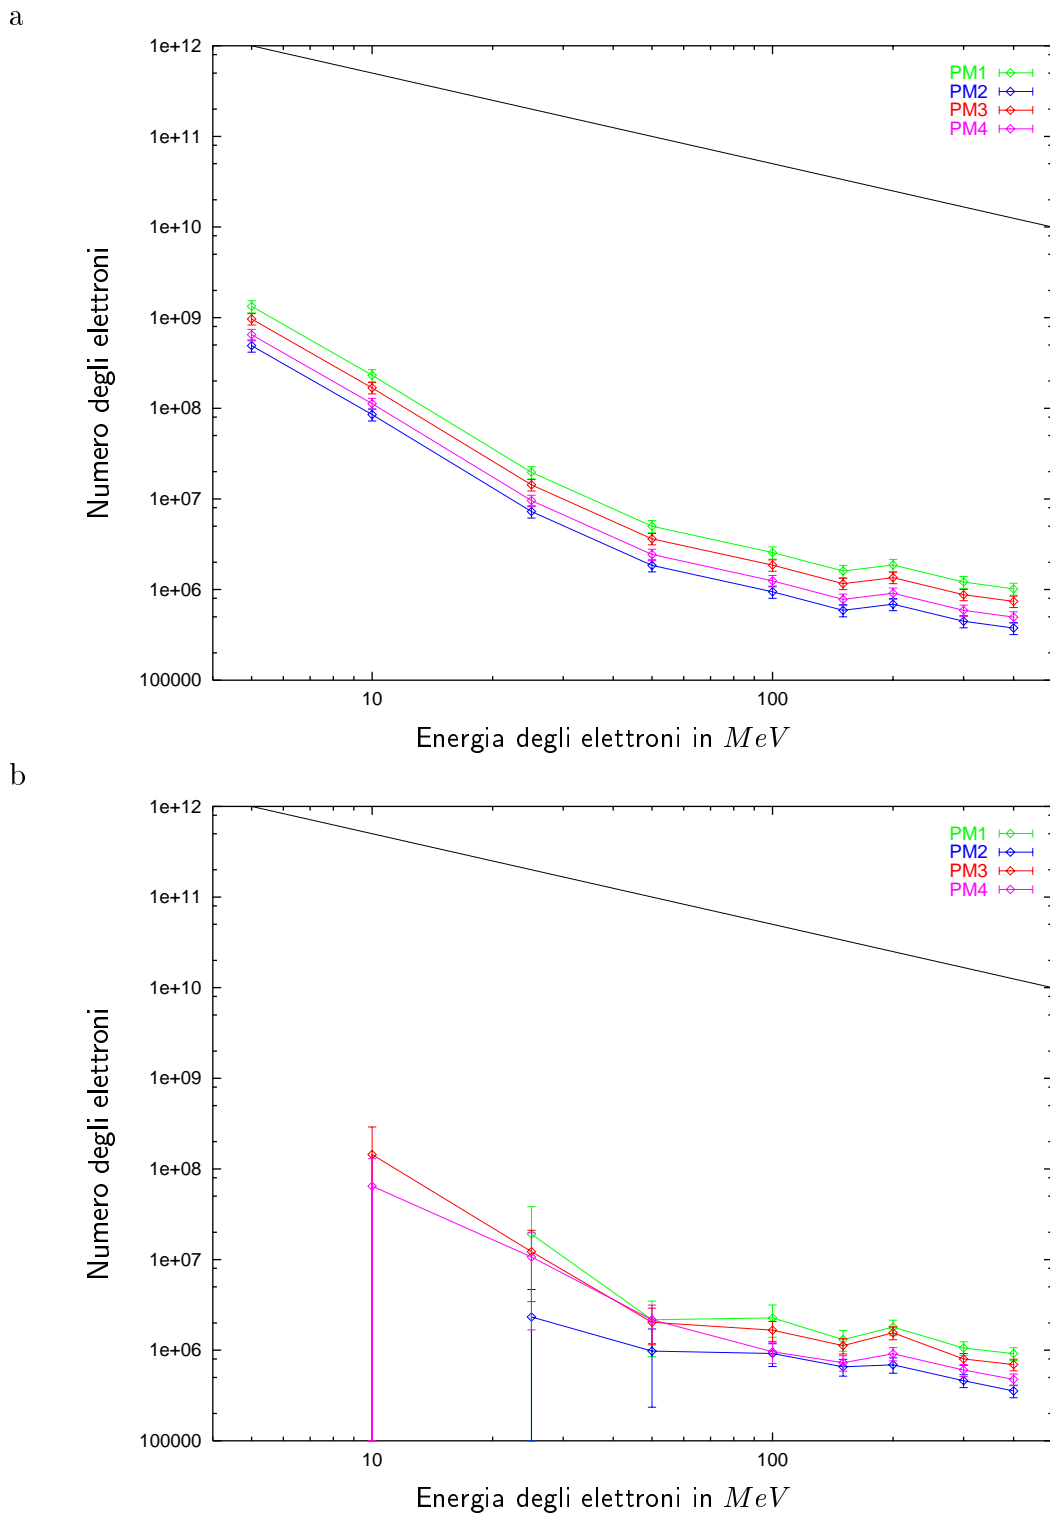 a
1e+12
1e+11
1e+10
1e+09
1e+08
1e+07
1e+06
100000
10
100
Numero degli elettroni
Energia degli elettroni in MeV
PM1
PM2
PM3
PM4
b
1e+12
1e+11
1e+10
1e+09
1e+08
1e+07
1e+06
100000
10
100
Numero degli elettroni
Energia degli elettroni in MeV
PM1
PM2
PM3
PM4